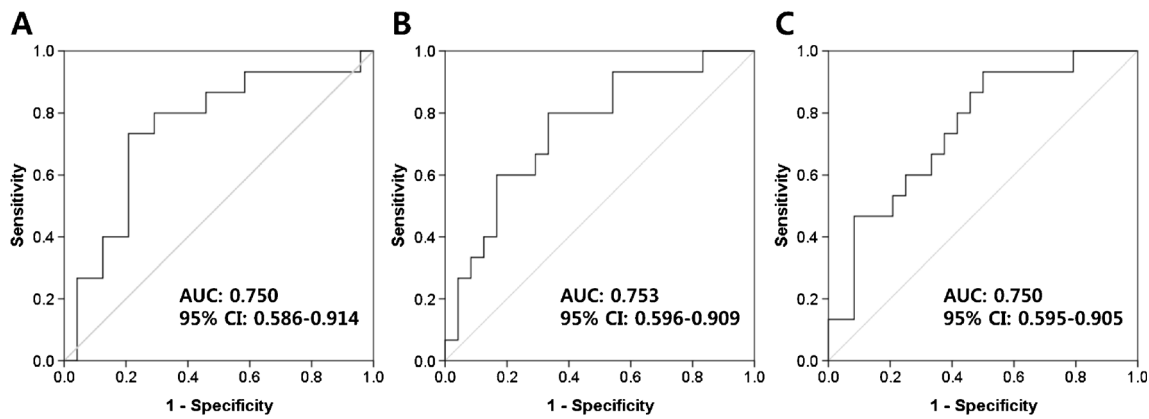 A
1.0
0.8
0.6
0.4
0.2
0.0
Sensitivity
0.0 0.2 0.4 0.6 0.8 1.0
1 - Specificity
AUC: 0.750
95% CI: 0.586-0.914
B
1.0
0.8
0.6
0.4
0.2
0.0
Sensitivity
0.0 0.2 0.4 0.6 0.8 1.0
1 - Specificity
AUC: 0.753
95% CI: 0.596-0.909
C
1.0
0.8
0.6
0.4
0.2
0.0
Sensitivity
0.0 0.2 0.4 0.6 0.8 1.0
1 - Specificity
AUC: 0.750
95% CI: 0.595-0.905